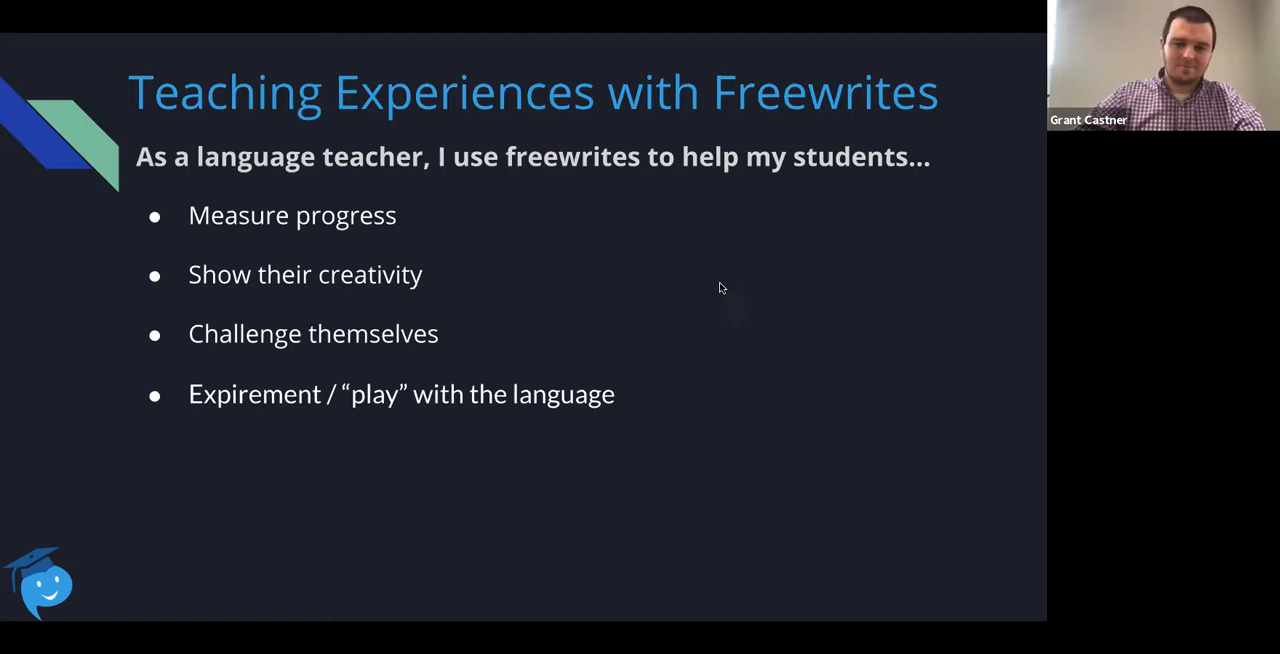 Teaching Experiences with Freewrites
As a language teacher, I use freewrites to help my students...
● Measure progress
● Show their creativity
● Challenge themselves
● Expirement / “play” with the language
Grant Castner